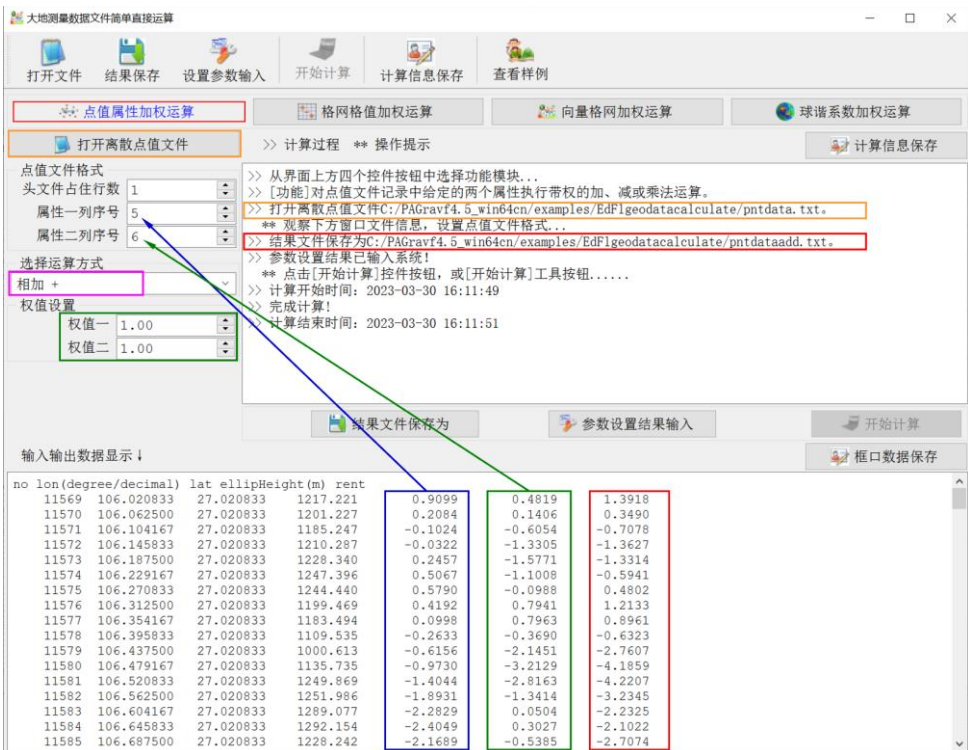 大地测量数据文件简单直接运算
打开文件 结果保存 设置参数输入 开始计算 计算信息保存 查看样例
点值属性加权运算 格网格值加权运算 向量格网加权运算 球谐系数加权运算
打开离散点值文件 >> 计算过程 ** 操作提示 计算信息保存
点值文件格式
头文件占住行数 1
属性一列序号 5
属性二列序号 6
选择运算方式
相加 +
权值设置
权值一 1.00
权值二 1.00
>> 从界面上方四个控件按钮中选择功能模块...
>> [功能]对点值文件记录中给定的两个属性执行带权的加、减或乘法运算。
>> 打开离散点值文件C:/PAGravf4.5_win64cn/examples/EdFlgeodatacalculate/pntdata.txt。
** 观察下方窗口文件信息，设置点值文件格式...
>> 结果文件保存为C:/PAGravf4.5_win64cn/examples/EdFlgeodatacalculate/pntdataadd.txt。
>> 参数设置结果已输入系统！
** 点击[开始计算]控件按钮，或[开始计算]工具按钮......
>> 计算开始时间：2023-03-30 16:11:49
>> 完成计算！
>> 计算结束时间：2023-03-30 16:11:51
结果文件保存为 参数设置结果输入 开始计算
输入输出数据显示↓ 框口数据保存
no lon(degree/decimal) lat ellipHeight(m) rent
11569 106.020833 27.020833 1217.221 0.9099 0.4819 1.3918
11570 106.062500 27.020833 1201.227 0.2084 0.1406 0.3490
11571 106.104167 27.020833 1185.247 -0.1024 -0.6054 -0.7078
11572 106.145833 27.020833 1210.287 -0.0322 -1.3305 -1.3627
11573 106.187500 27.020833 1228.340 0.2457 -1.5771 -1.3314
11574 106.229167 27.020833 1247.396 0.5067 -1.1008 -0.5941
11575 106.270833 27.020833 1244.440 0.5790 -0.0988 0.4802
11576 106.312500 27.020833 1199.469 0.4192 0.7941 1.2133
11577 106.354167 27.020833 1183.494 0.0998 0.7963 0.8961
11578 106.395833 27.020833 1109.535 -0.2633 -0.3690 -0.6323
11579 106.437500 27.020833 1000.613 -0.6156 -2.1451 -2.7607
11580 106.479167 27.020833 1135.735 -0.9730 -3.2129 -4.1859
11581 106.520833 27.020833 1249.869 -1.4044 -2.8163 -4.2207
11582 106.562500 27.020833 1251.986 -1.8931 -1.3414 -3.2345
11583 106.604167 27.020833 1289.077 -2.2829 0.0504 -2.2325
11584 106.645833 27.020833 1292.154 -2.4049 0.3027 -2.1022
11585 106.687500 27.020833 1228.242 -2.1689 -0.5385 -2.7074